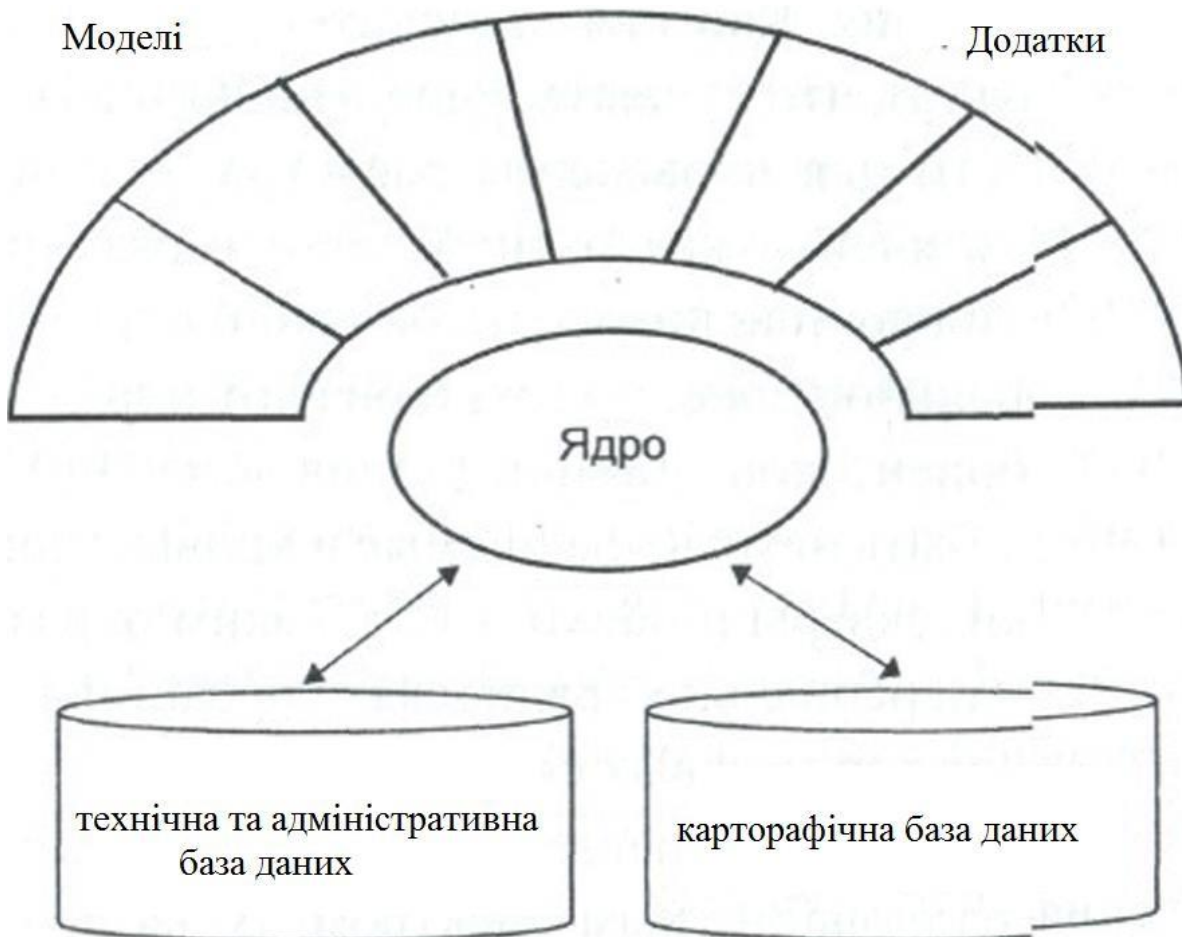 Моделі
Додатки
Ядро
технічна та адміністративна
база даних
карторафічна база даних